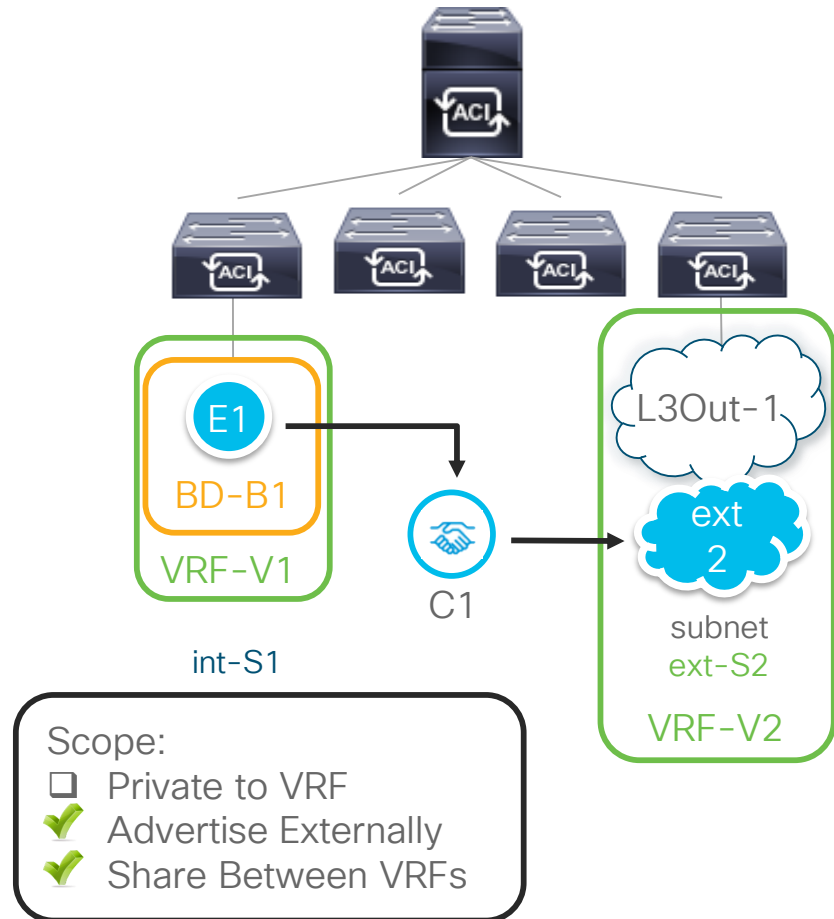 ACI
ACI
ACI
ACI
ACI
E1
BD-B1
VRF-V1
C1
L3Out-1
ext
2
subnet
ext-S2
VRF-V2
int-S1
Scope:
Private to VRF
Advertise Externally
Share Between VRFs